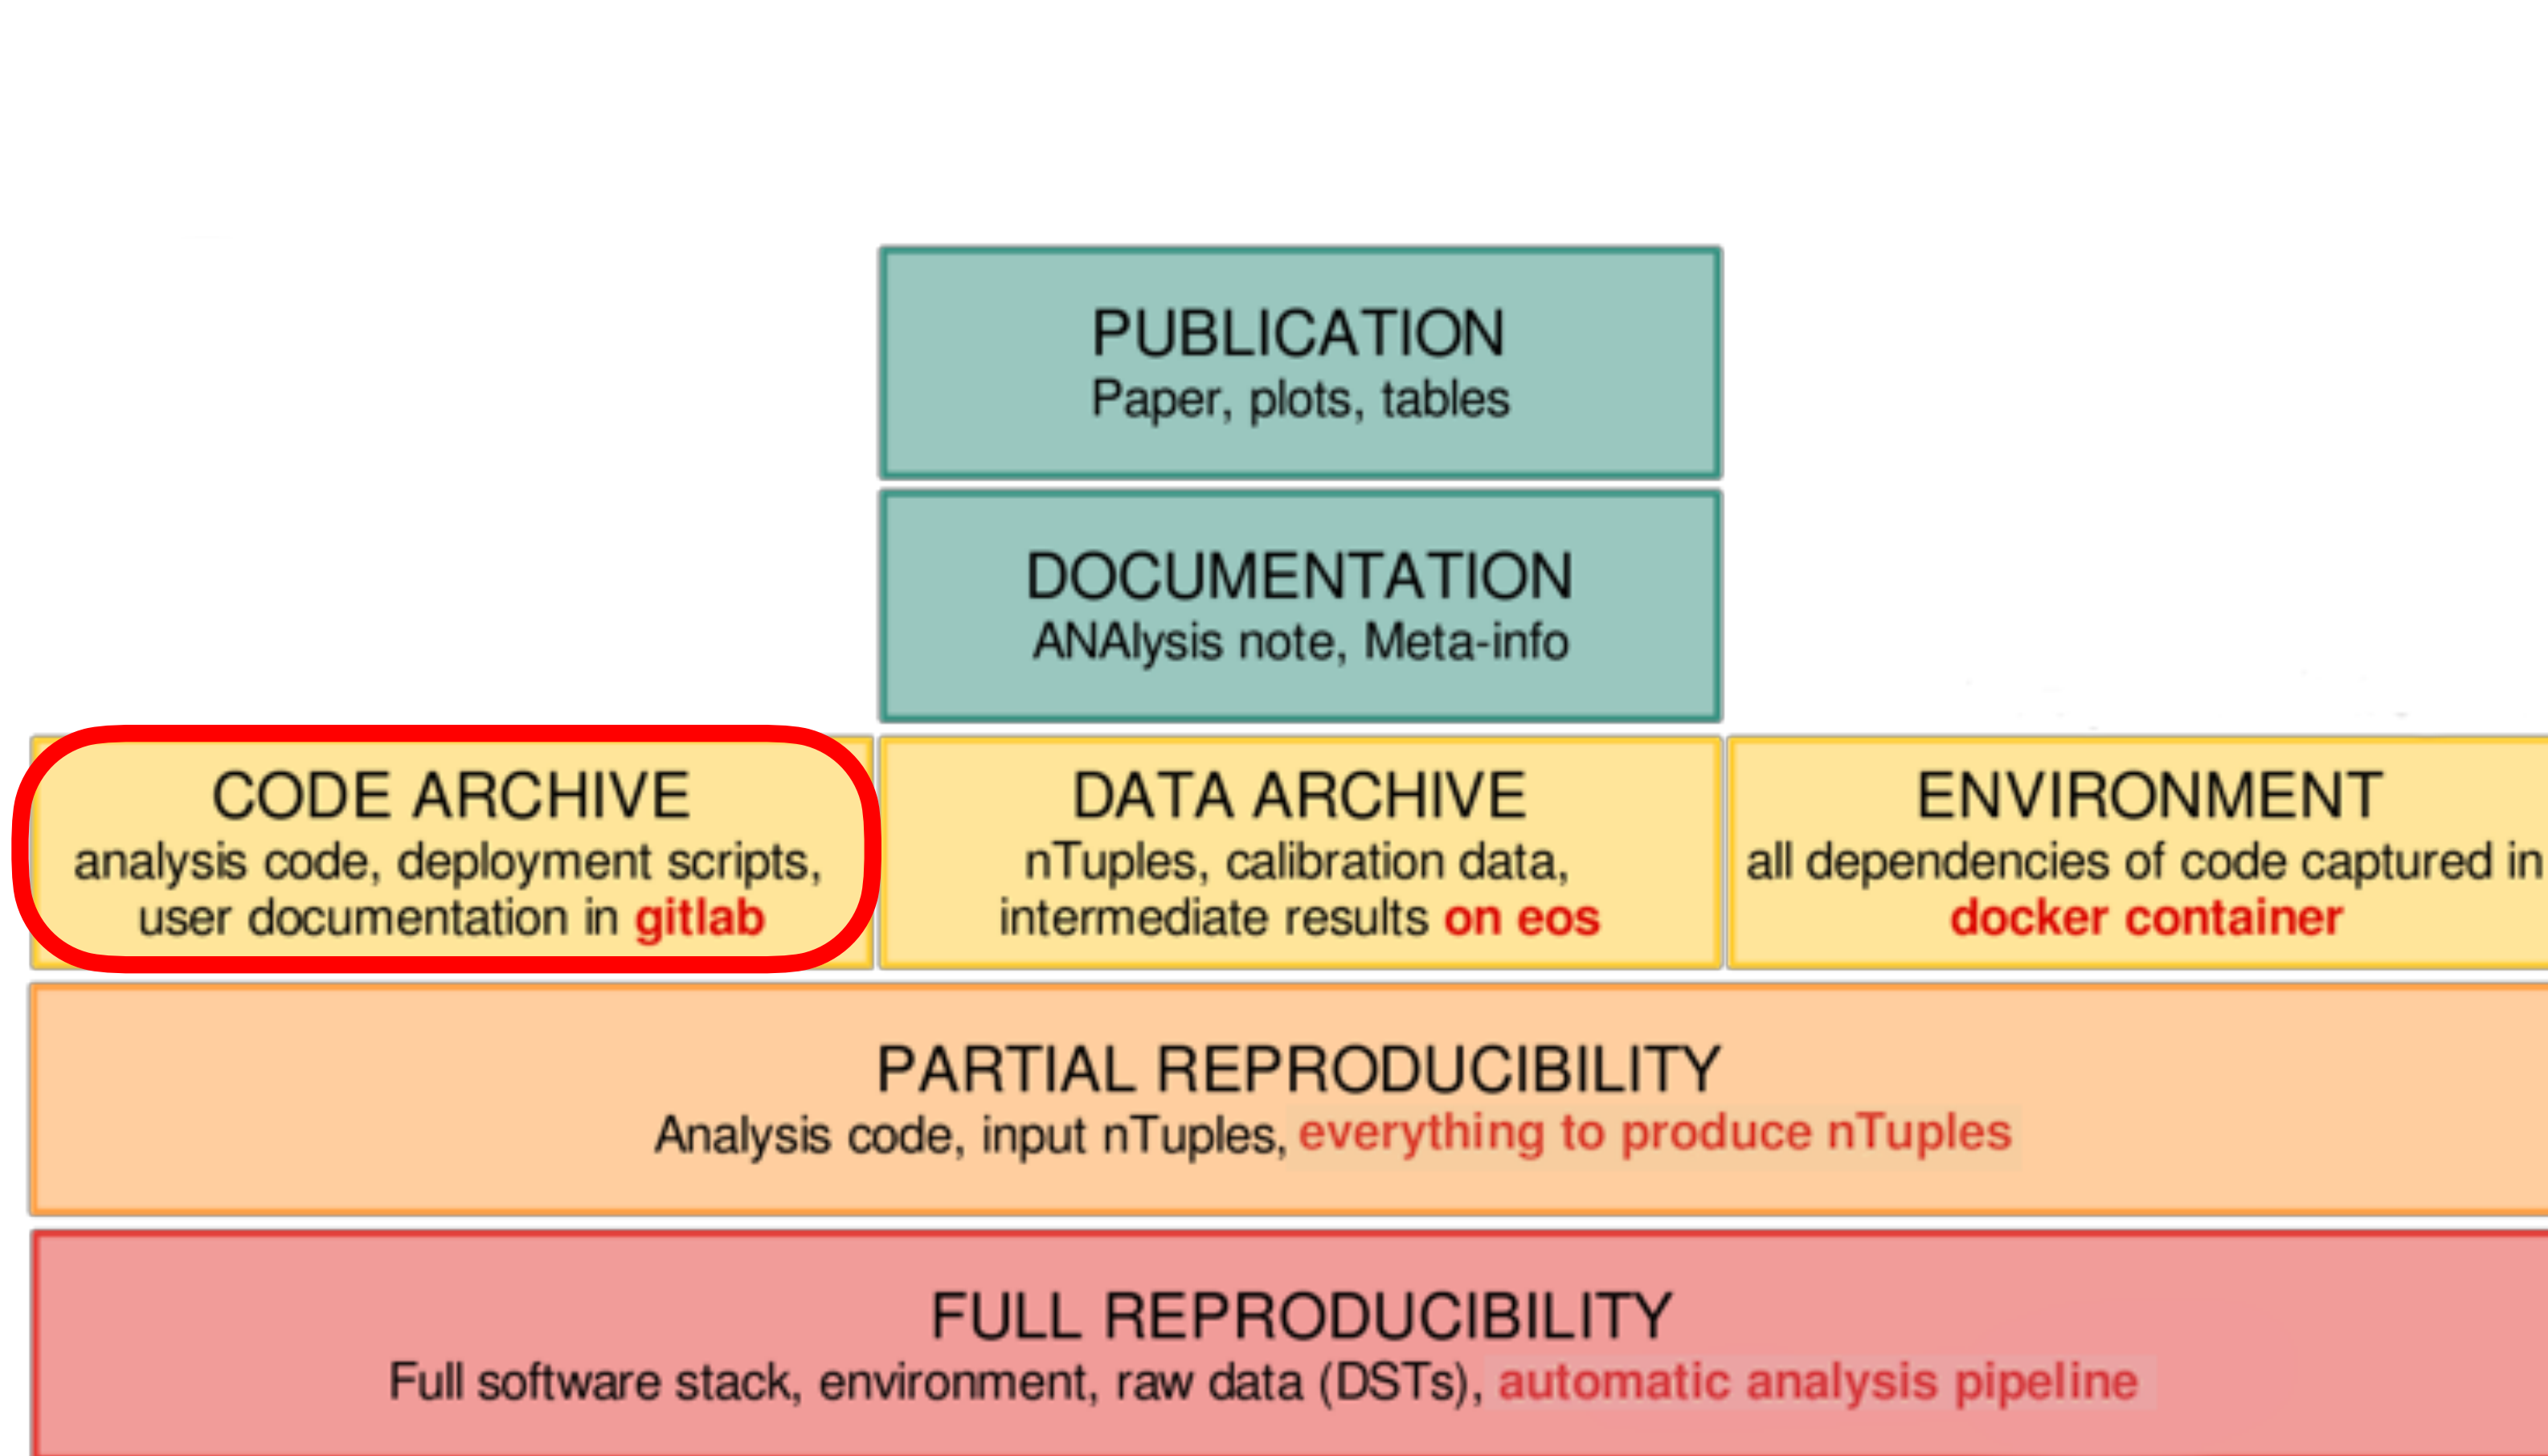 PUBLICATION
Paper, plots, tables
DOCUMENTATION
ANAlysis note, Meta-info
CODE ARCHIVE
analysis code, deployment scripts,
user documentation in gitlab
DATA ARCHIVE
nTuples, calibration data,
intermediate results on eos
ENVIRONMENT
all dependencies of code captured in
docker container
PARTIAL REPRODUCIBILITY
Analysis code, input nTuples, everything to produce nTuples
FULL REPRODUCIBILITY
Full software stack, environment, raw data (DSTs), automatic analysis pipeline